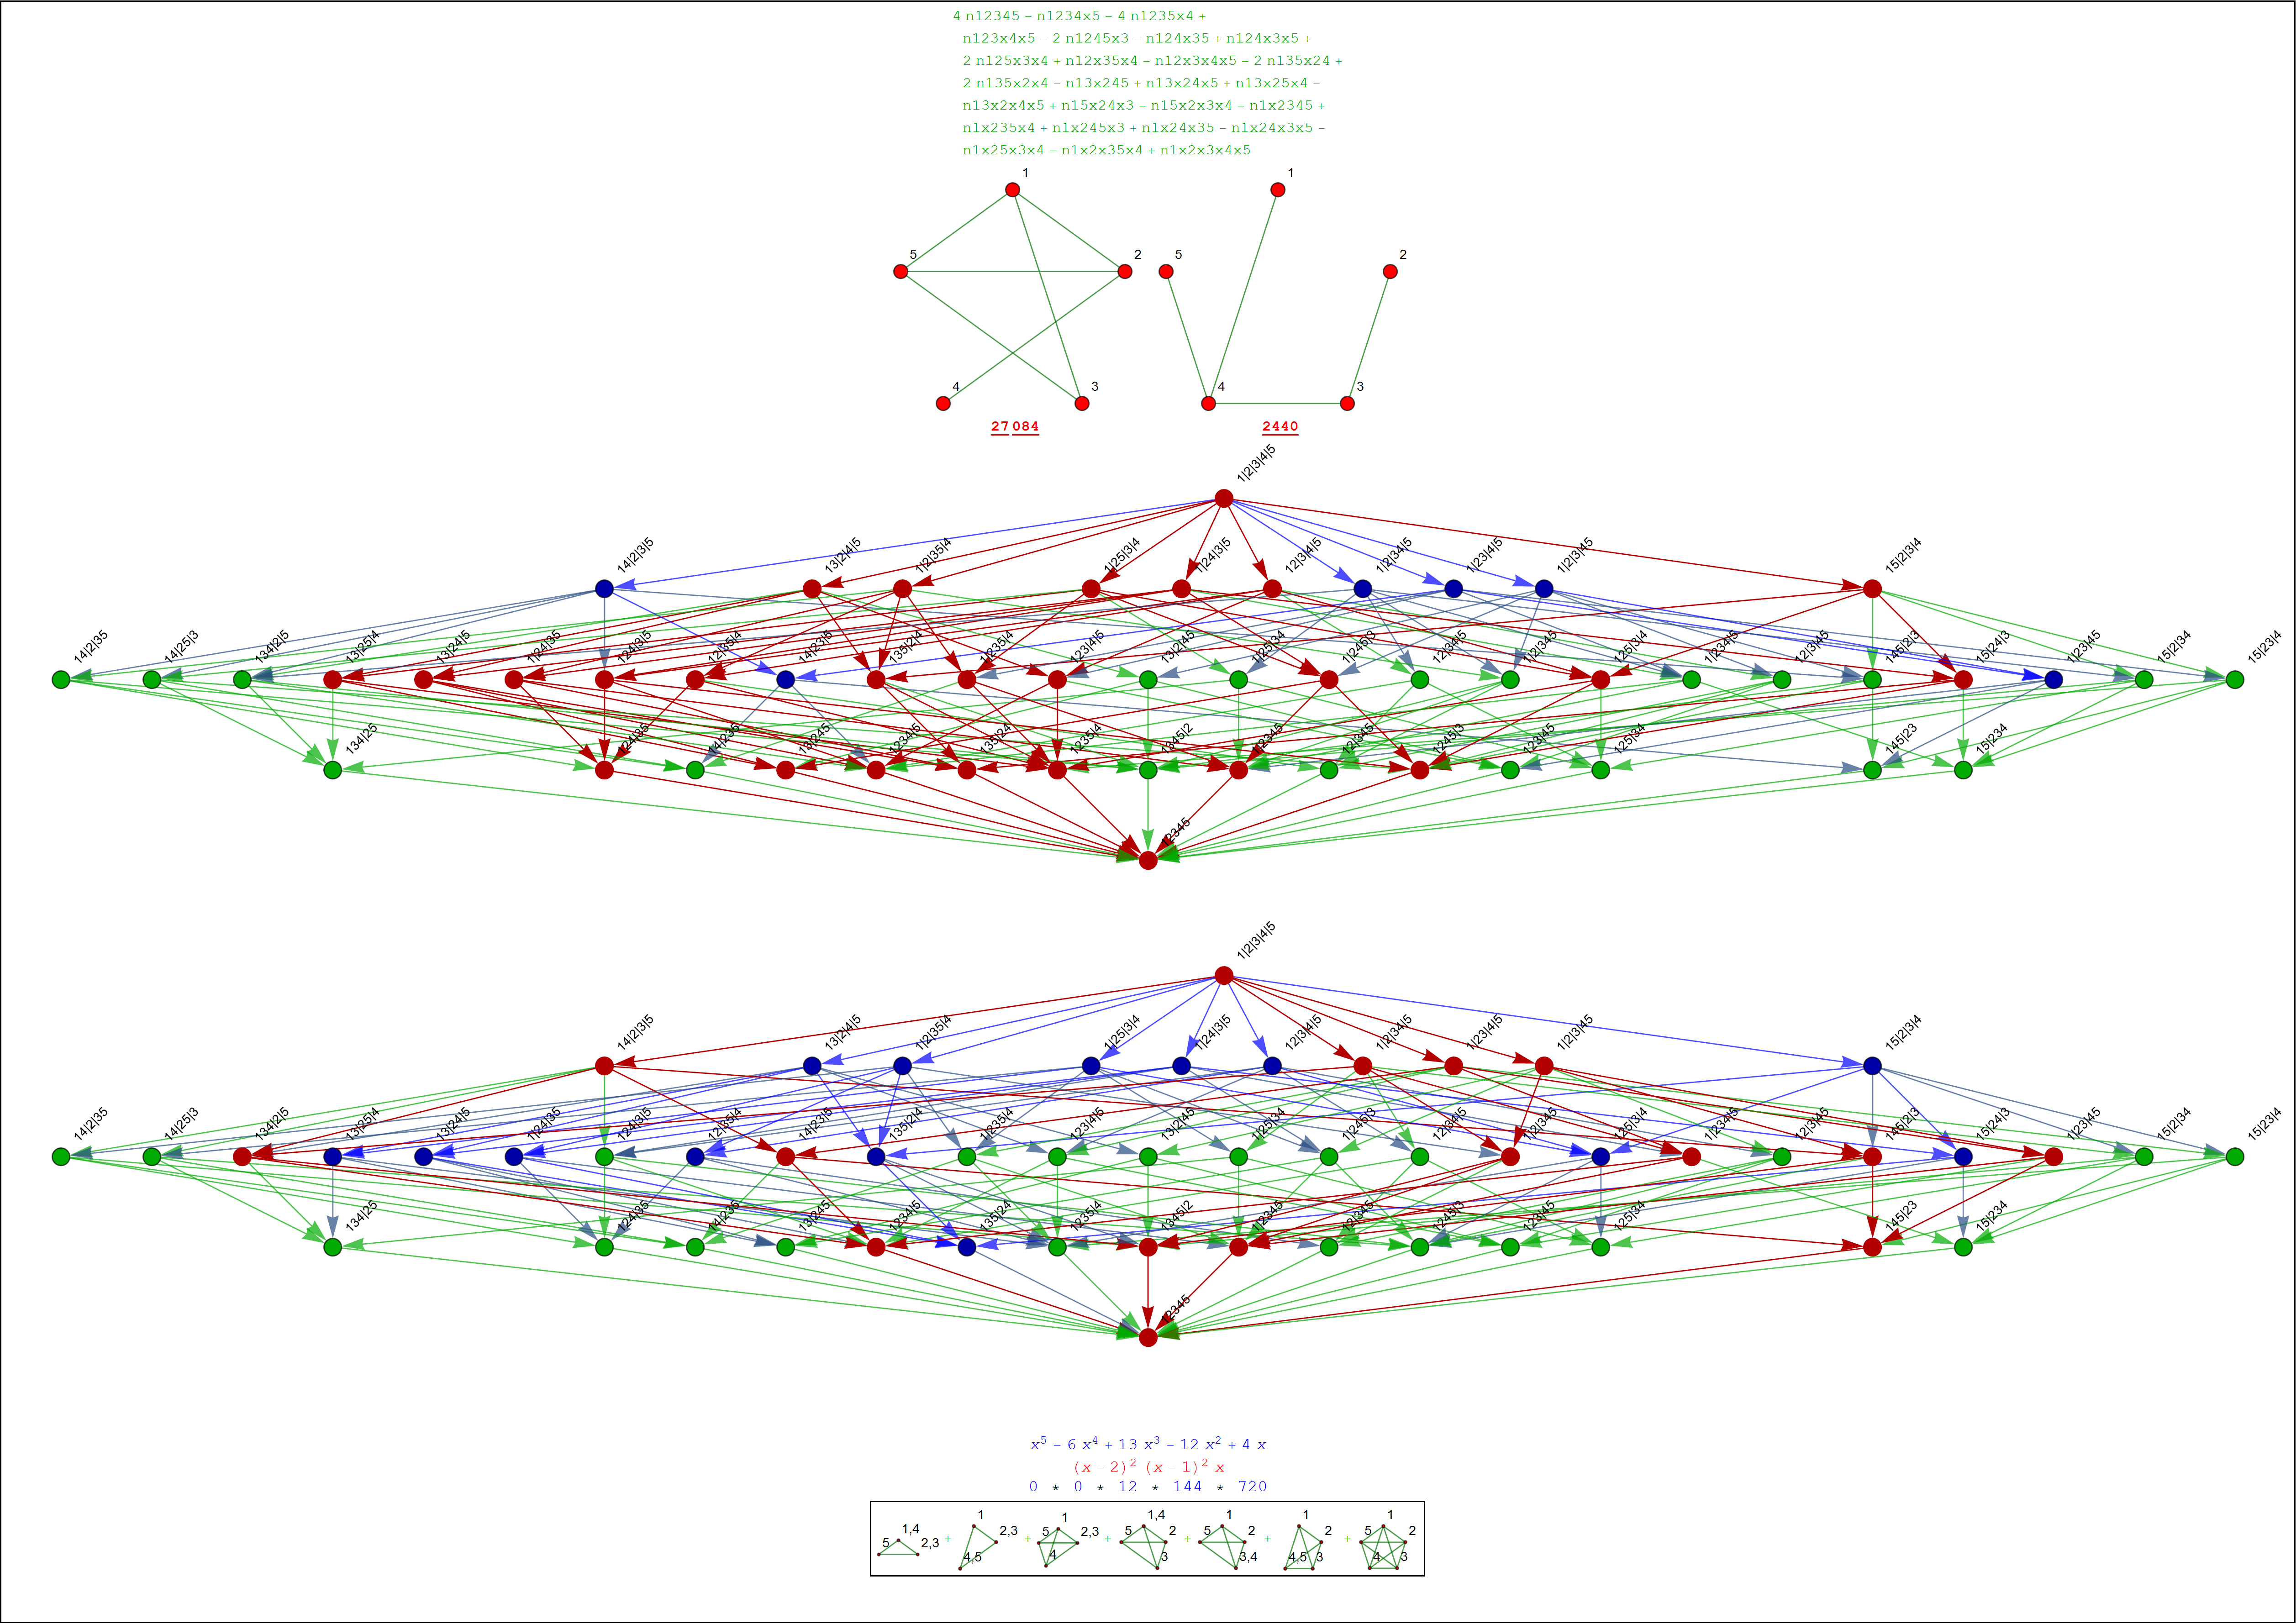 4 n12345 − n1234x5 − 4 n1235x4 +
n123x4x5 − 2 n1245x3 − n124x35 + n124x3x5 +
2 n125x3x4 + n12x35x4 − n12x3x4x5 − 2 n135x24 +
2 n135x2x4 − n13x245 + n13x24x5 + n13x25x4 −
n13x2x4x5 + n15x24x3 − n15x2x3x4 − n1x2345 +
n1x235x4 + n1x245x3 + n1x24x35 − n1x24x3x5 −
n1x25x3x4 − n1x2x35x4 + n1x2x3x4x5
1 1
5 2 5 2
4 3 4 3
27 084 2440
1|2|3|4|5
14|2|3|5 13|2|4|5 1|2|35|4 1|25|3|4 1|24|3|5 12|3|4|5 1|2|34|5 1|23|4|5 1|2|3|45 15|2|3|4
14|2|35 14|25|3 134|2|5 13|25|4 13|24|5 1|24|35 124|3|5 12|35|4 14|23|5 135|2|4 1|235|4 123|4|5 13|2|45 1|25|34 1|245|3 12|34|5 1|2|345 125|3|4 1|234|5 12|3|45 145|2|3 15|24|3 1|23|45 15|2|34 15|23|4
134|25 124|35 14|235 13|245 1234|5 135|24 1235|4 1345|2 1|2345 12|345 1245|3 123|45 125|34 145|23 15|234
12345
1|2|3|4|5
14|2|3|5 13|2|4|5 1|2|35|4 1|25|3|4 1|24|3|5 12|3|4|5 1|2|34|5 1|23|4|5 1|2|3|45 15|2|3|4
14|2|35 14|25|3 134|2|5 13|25|4 13|24|5 1|24|35 124|3|5 12|35|4 14|23|5 135|2|4 1|235|4 123|4|5 13|2|45 1|25|34 1|245|3 12|34|5 1|2|345 125|3|4 1|234|5 12|3|45 145|2|3 15|24|3 1|23|45 15|2|34 15|23|4
134|25 124|35 14|235 13|245 1234|5 135|24 1235|4 1345|2 1|2345 12|345 1245|3 123|45 125|34 145|23 15|234
12345
x⁵ − 6 x⁴ + 13 x³ − 12 x² + 4 x
(x − 2)² (x − 1)² x
0 * 0 * 12 * 144 * 720
1,4 5 2,3 + 1 2,3 4,5 + 1 5 2,3 4 + 1,4 5 2 3 + 1 5 2 3,4 + 1 2 4,5 3 + 1 5 2 4 3